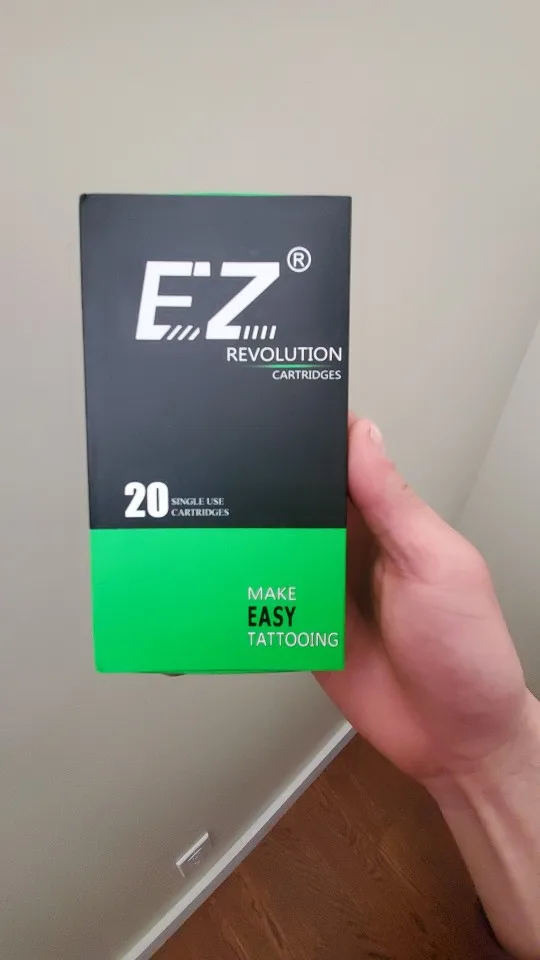 EZ®
REVOLUTION
CARTRIDGES
20 SINGLE USE
CARTRIDGES
MAKE
EASY
TATTOOING